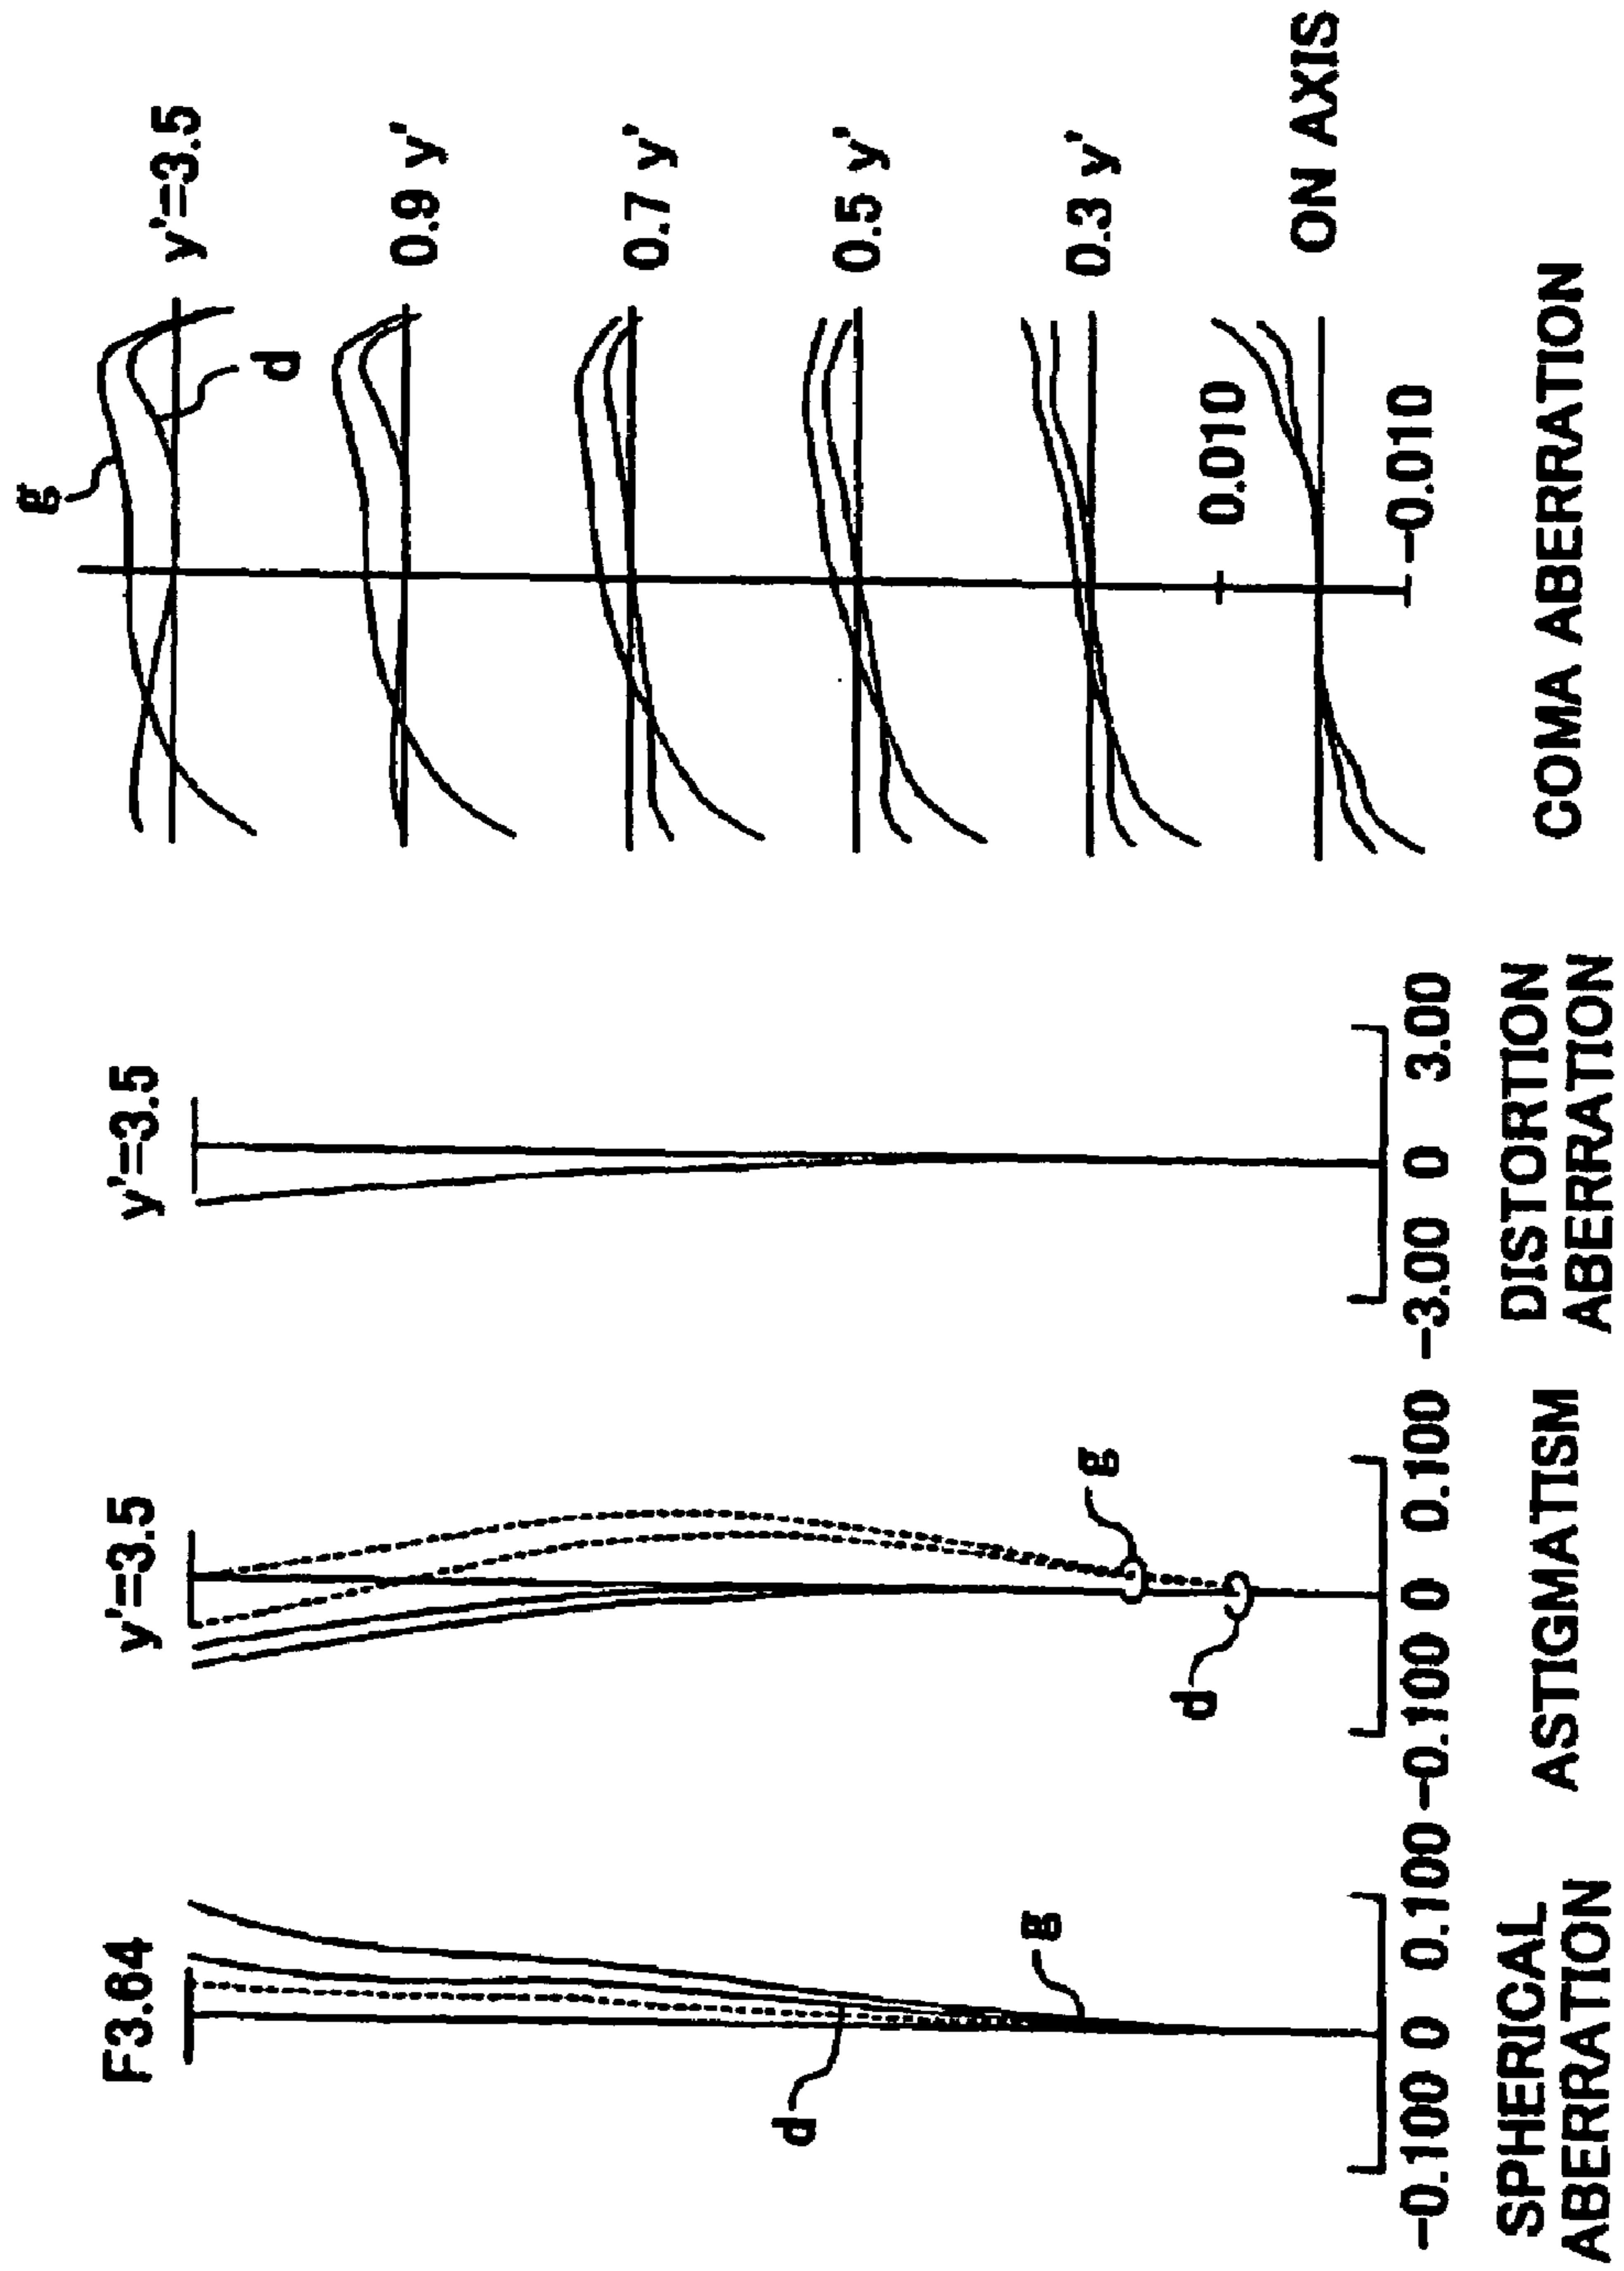 F3.64
d
g
-0.100 0 0.100
SPHERICAL
ABERRATION
y'=3.5
g
d
-0.100 0 0.100
ASTIGMATISM
y'=3.5
-3.00 0 3.00
DISTORTION
ABERRATION
g
d
y'=3.5
0.9 y'
0.7 y'
0.5 y'
0.3 y'
0.010
ON AXIS
-0.010
COMA ABERRATION